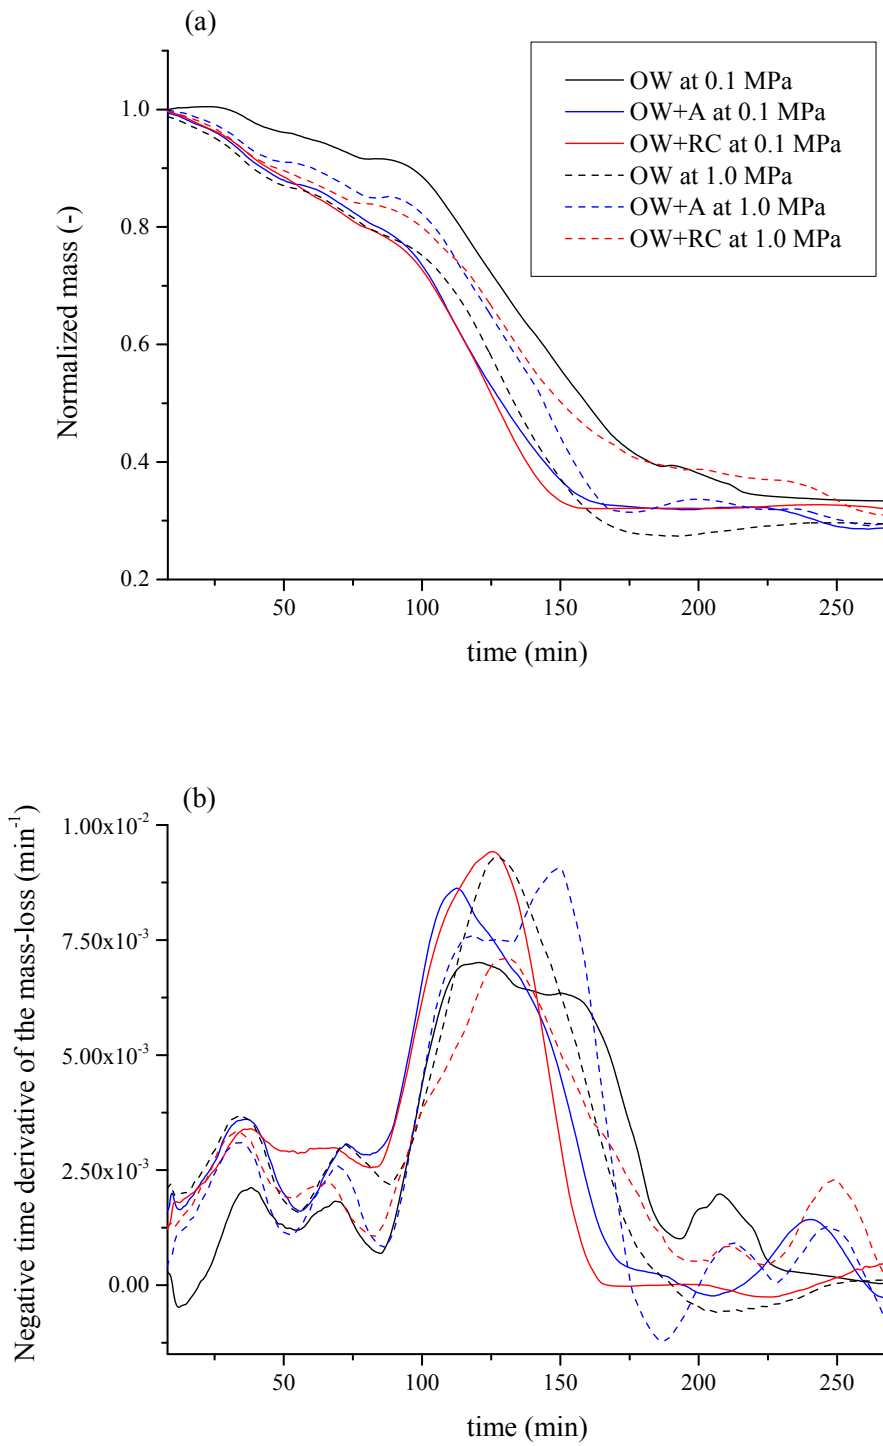 (a)
OW at 0.1 MPa
OW+A at 0.1 MPa
OW+RC at 0.1 MPa
OW at 1.0 MPa
OW+A at 1.0 MPa
OW+RC at 1.0 MPa
Normalized mass (-)
1.0
0.8
0.6
0.4
0.2
50 100 150 200 250
time (min)
(b)
Negative time derivative of the mass-loss (min⁻¹)
1.00x10⁻²
7.50x10⁻³
5.00x10⁻³
2.50x10⁻³
0.00
50 100 150 200 250
time (min)